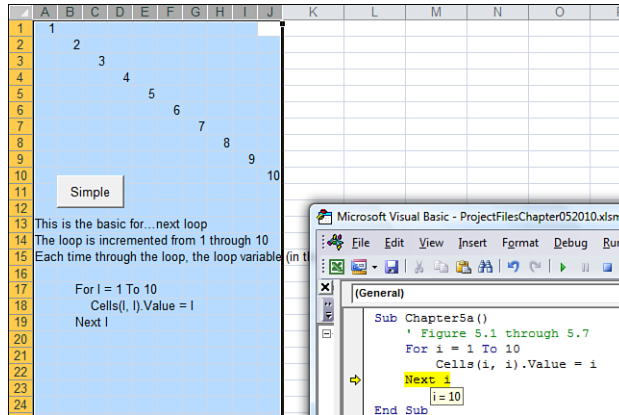 A B C D E F G H I J K L M N O
1 1
2 2
3 3
4 4
5 5
6 6
7 7
8 8
9 9
10 10
11 Simple
12
13 This is the basic for...next loop
14 The loop is incremented from 1 through 10
15 Each time through the loop, the loop variable (in th
16
17 For I = 1 To 10
18 Cells(I, I).Value = I
19 Next I
20
21
22
23
24
Microsoft Visual Basic - ProjectFilesChapter052010.xlsm
File Edit View Insert Format Debug Run
(General)
Sub Chapter5a()
' Figure 5.1 through 5.7
For i = 1 To 10
Cells(i, i).Value = i
Next i
i = 10
End Sub